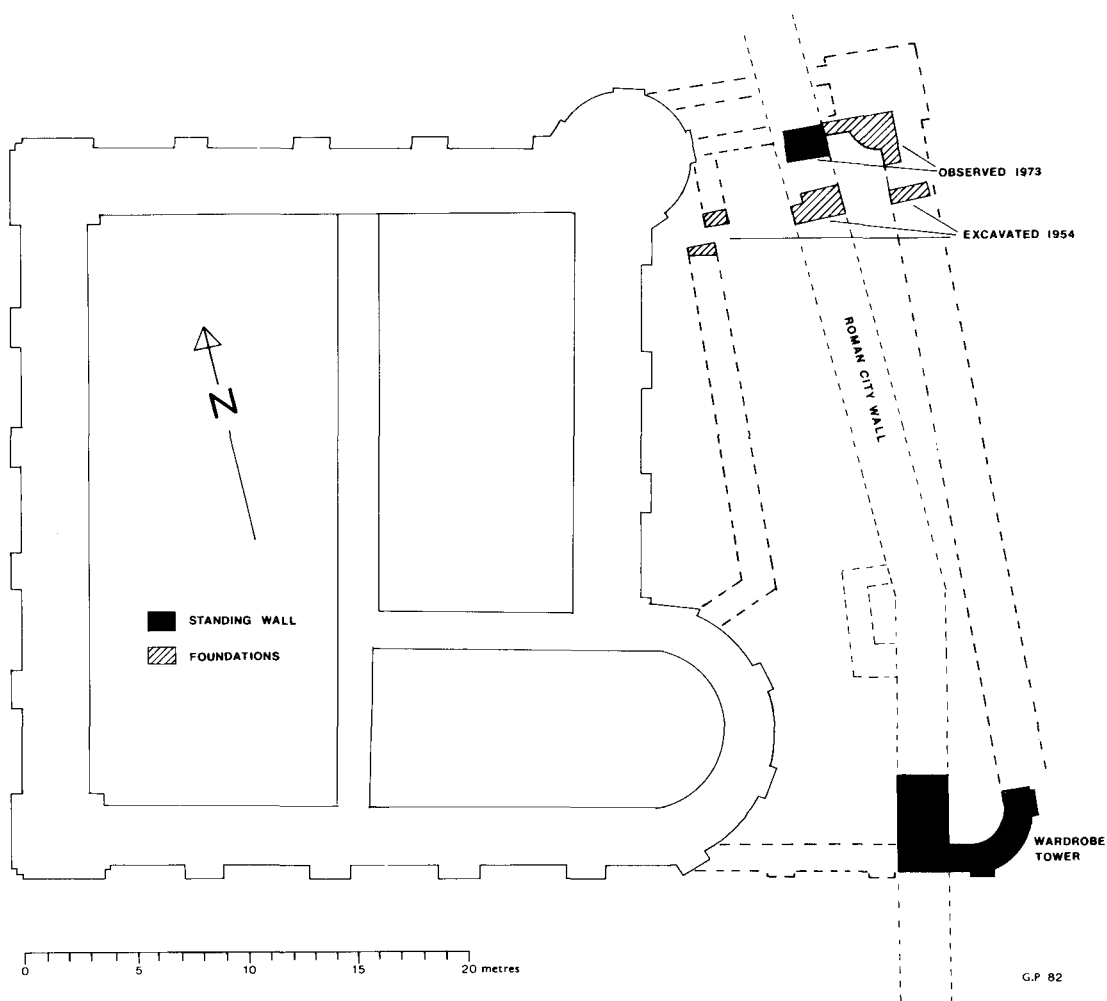 OBSERVED 1973
EXCAVATED 1954
ROMAN CITY WALL
N
STANDING WALL
FOUNDATIONS
WARDROBE
TOWER
0 5 10 15 20 metres
G.P 82